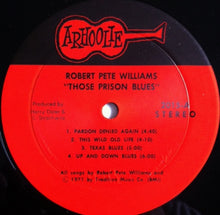 ARHOOLIE
ROBERT PETE WILLIAMS
"THOSE PRISON BLUES"
Produced by
STEREO
1. PARDON DENIED AGAIN (4:40)
2. THIS WILD OLD LIFE (4:10)
3. TEXAS BLUES (5:00)
4. UP AND DOWN BLUES (6:00)
All songs by Robert Pete Williams and
© 1971 by Tradition Music Co (BMI)